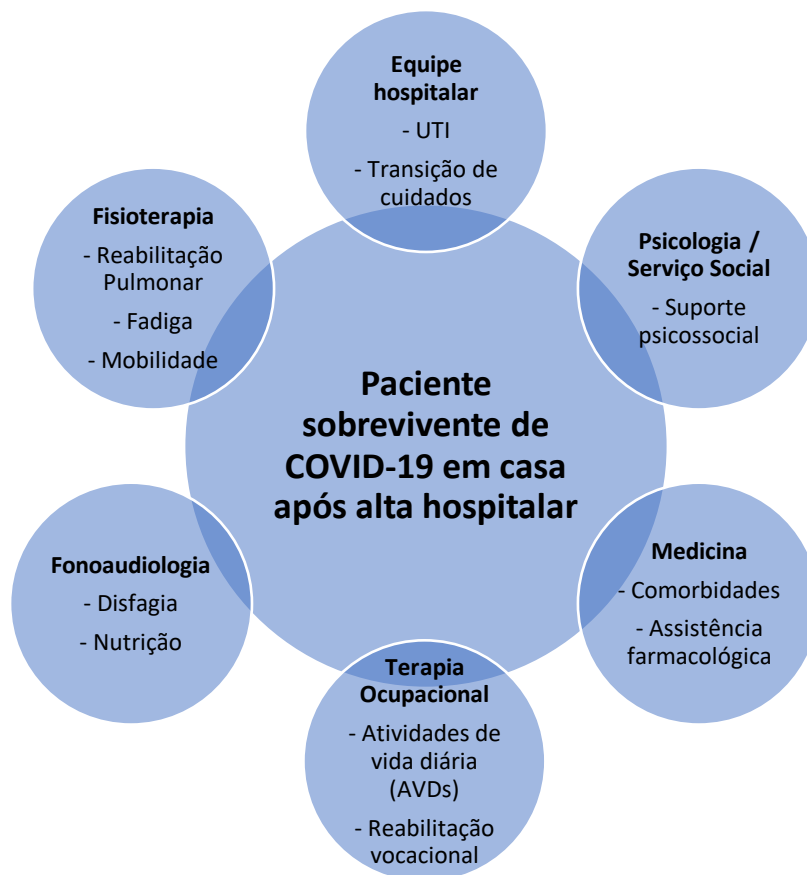 Equipe
hospitalar
- UTI
- Transição de
cuidados
Psicologia /
Serviço Social
- Suporte
psicossocial
Medicina
- Comorbidades
- Assistência
farmacológica
Terapia
Ocupacional
- Atividades de
vida diária
(AVDs)
- Reabilitação
vocacional
Fonoaudiologia
- Disfagia
- Nutrição
Fisioterapia
- Reabilitação
Pulmonar
- Fadiga
- Mobilidade
Paciente
sobrevivente de
COVID-19 em casa
após alta hospitalar